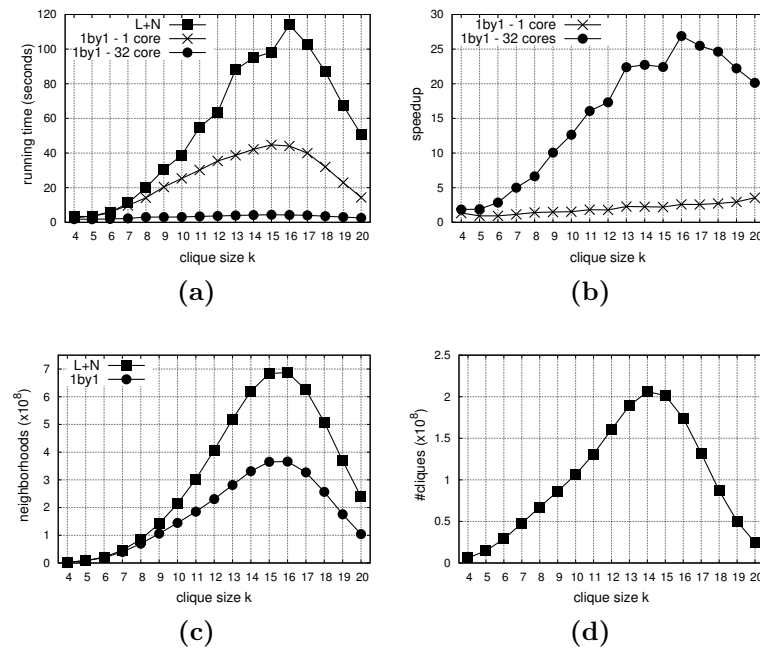 L+N
1by1 - 1 core
1by1 - 32 core
running time (seconds)
120
100
80
60
40
20
0
4 5 6 7 8 9 10 11 12 13 14 15 16 17 18 19 20
clique size k
(a)
1by1 - 1 core
1by1 - 32 cores
speedup
30
25
20
15
10
5
0
4 5 6 7 8 9 10 11 12 13 14 15 16 17 18 19 20
clique size k
(b)
L+N
1by1
neighborhoods (x10^8)
7
6
5
4
3
2
1
0
4 5 6 7 8 9 10 11 12 13 14 15 16 17 18 19 20
clique size k
(c)
#cliques (x10^8)
2.5
2
1.5
1
0.5
0
4 5 6 7 8 9 10 11 12 13 14 15 16 17 18 19 20
clique size k
(d)